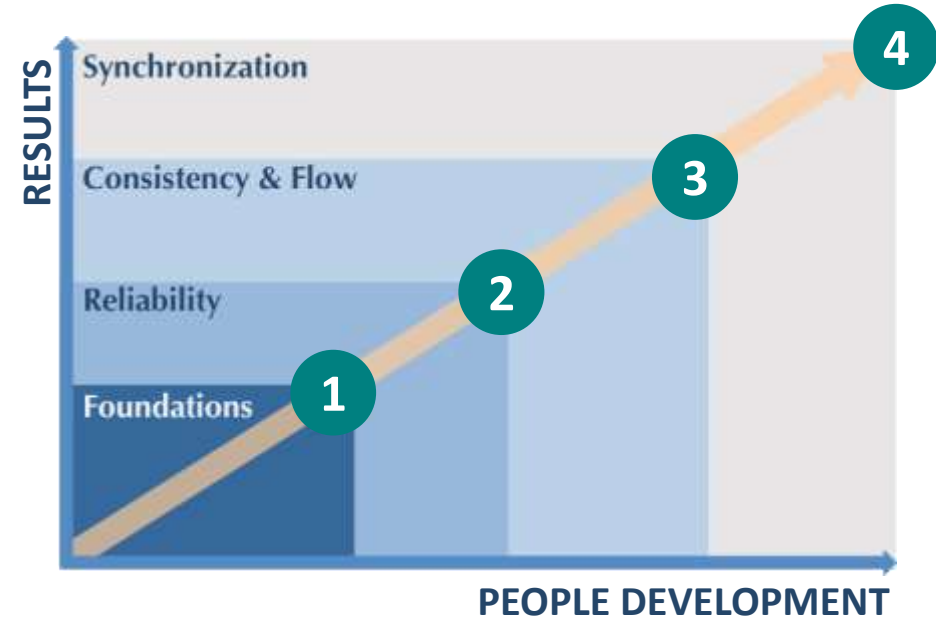 4
Synchronization
RESULTS
Consistency & Flow
3
Reliability
2
Foundations
1
PEOPLE DEVELOPMENT